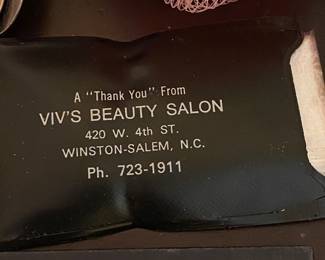 A "Thank You" From
VIV'S BEAUTY SALON
420 W. 4th ST.
WINSTON-SALEM, N.C.
Ph. 723-1911